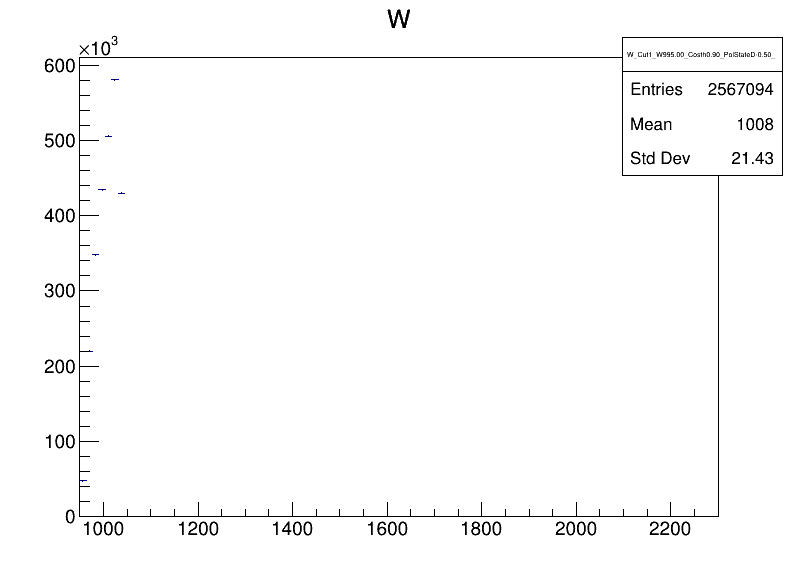 W
×10³
W_Cut1_W995.00_Costh0.90_PolStateD-0.50_
Entries 2567094
Mean 1008
Std Dev 21.43
600
500
400
300
200
100
0
1000 1200 1400 1600 1800 2000 2200